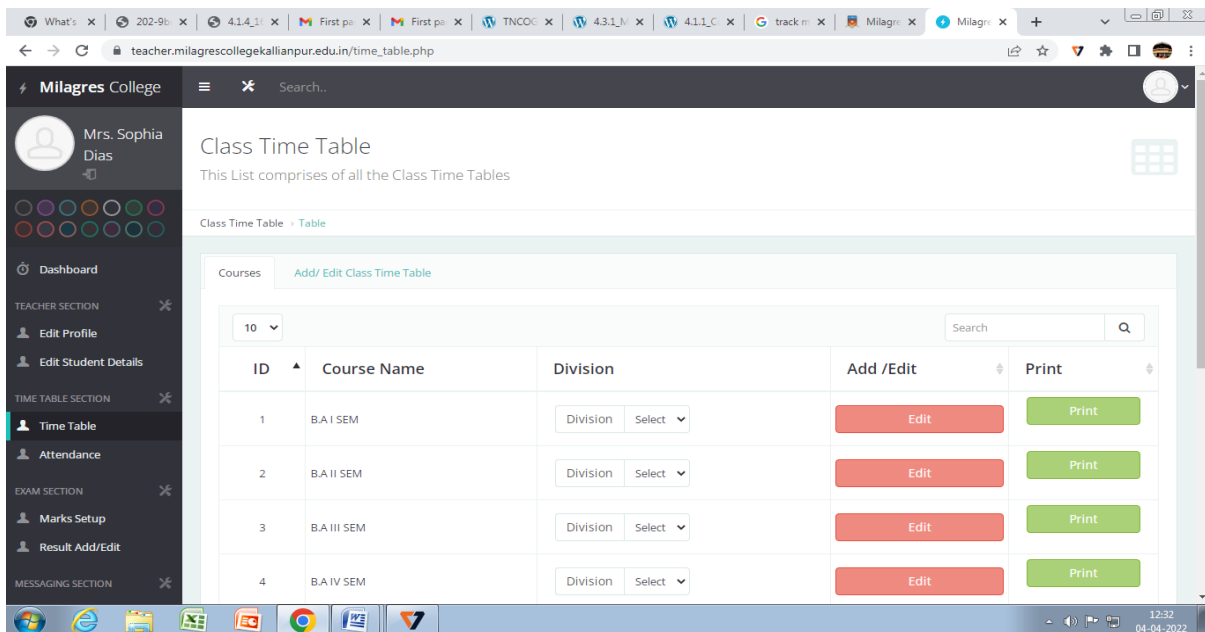 What's
202-9b
4.1.4_1
First pa
First pa
TNCOG
4.3.1_M
4.1.1_C
track m
Milagre
Milagre
teacher.milagrescollegekallianpur.edu.in/time_table.php
Milagres College
Search..
Mrs. Sophia
Dias
Class Time Table
This List comprises of all the Class Time Tables
Class Time Table > Table
Dashboard
TEACHER SECTION
Edit Profile
Edit Student Details
TIME TABLE SECTION
Time Table
Attendance
EXAM SECTION
Marks Setup
Result Add/Edit
MESSAGING SECTION
Courses Add/ Edit Class Time Table
10 Search
ID Course Name Division Add /Edit Print
1 B.A I SEM Division Select Edit Print
2 B.A II SEM Division Select Edit Print
3 B.A III SEM Division Select Edit Print
4 B.A IV SEM Division Select Edit Print
12:32
04-04-2022